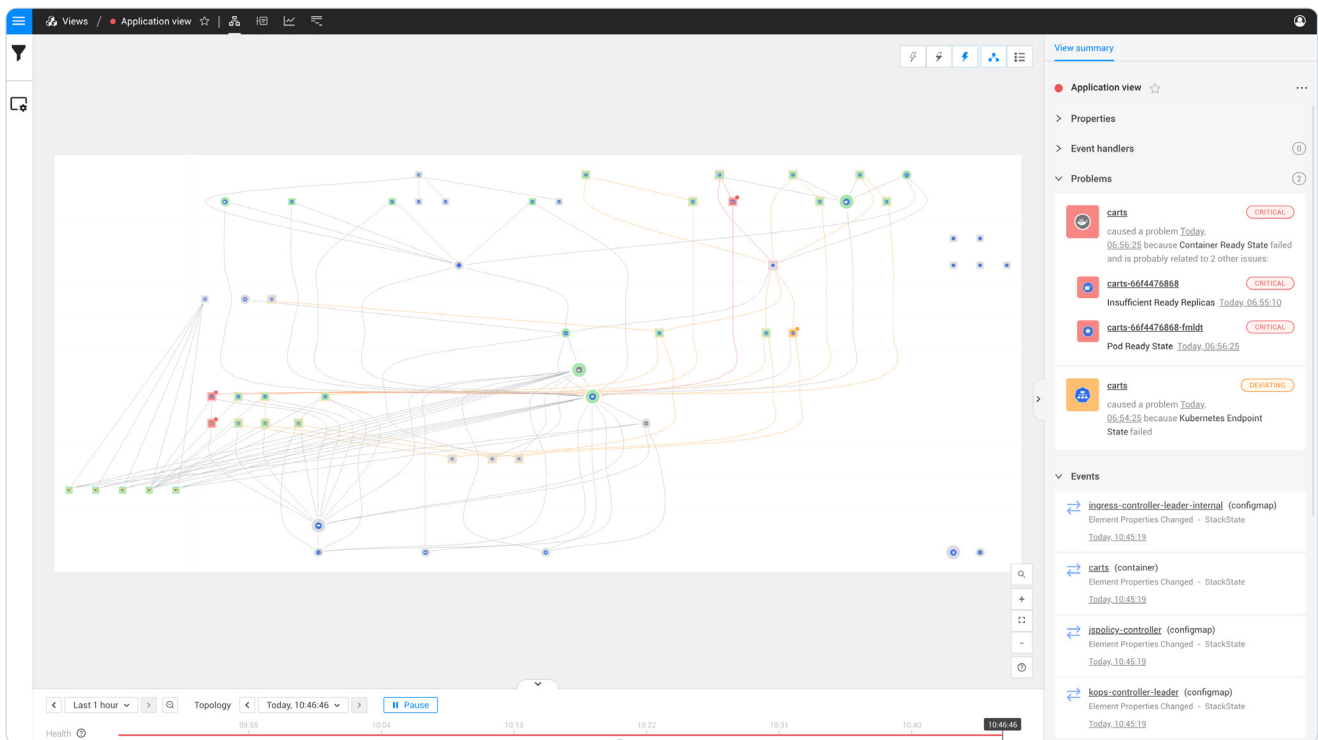 Views / Application view
View summary
Application view
Properties
Event handlers 0
Problems 2
carts CRITICAL
caused a problem Today,
06:56:25 because Container Ready State failed
and is probably related to 2 other issues:
carts-66f4476868 CRITICAL
Insufficient Ready Replicas Today, 06:55:10
carts-66f4476868-fmldt CRITICAL
Pod Ready State Today, 06:56:25
carts DEVIATING
caused a problem Today,
06:54:25 because Kubernetes Endpoint
State failed
Events
ingress-controller-leader-internal (configmap)
Element Properties Changed - StackState
Today, 10:45:19
carts (container)
Element Properties Changed - StackState
Today, 10:45:19
jspolicy-controller (configmap)
Element Properties Changed - StackState
Today, 10:45:19
kops-controller-leader (configmap)
Element Properties Changed - StackState
Today, 10:45:19
Last 1 hour Topology Today, 10:46:46 Pause
09:55 10:04 10:13 10:22 10:31 10:40 10:46:46
Health